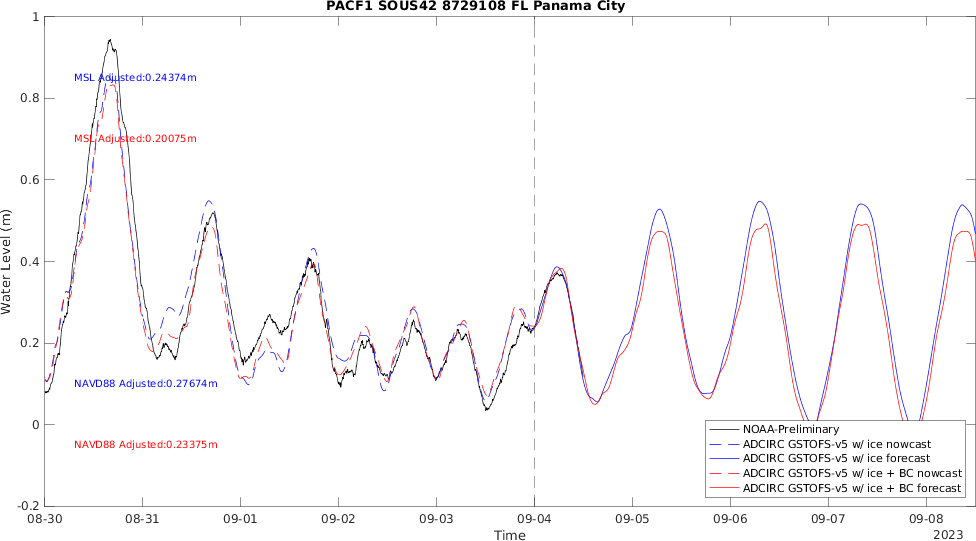 PACF1 SOUS42 8729108 FL Panama City
1
0.8
0.6
0.4
0.2
0
-0.2
Water Level (m)
MSL Adjusted:0.24374m
MSL Adjusted:0.20075m
NAVD88 Adjusted:0.27674m
NAVD88 Adjusted:0.23375m
NOAA-Preliminary
ADCIRC GSTOFS-v5 w/ ice nowcast
ADCIRC GSTOFS-v5 w/ ice forecast
ADCIRC GSTOFS-v5 w/ ice + BC nowcast
ADCIRC GSTOFS-v5 w/ ice + BC forecast
08-30 08-31 09-01 09-02 09-03 09-04 09-05 09-06 09-07 09-08
Time
2023